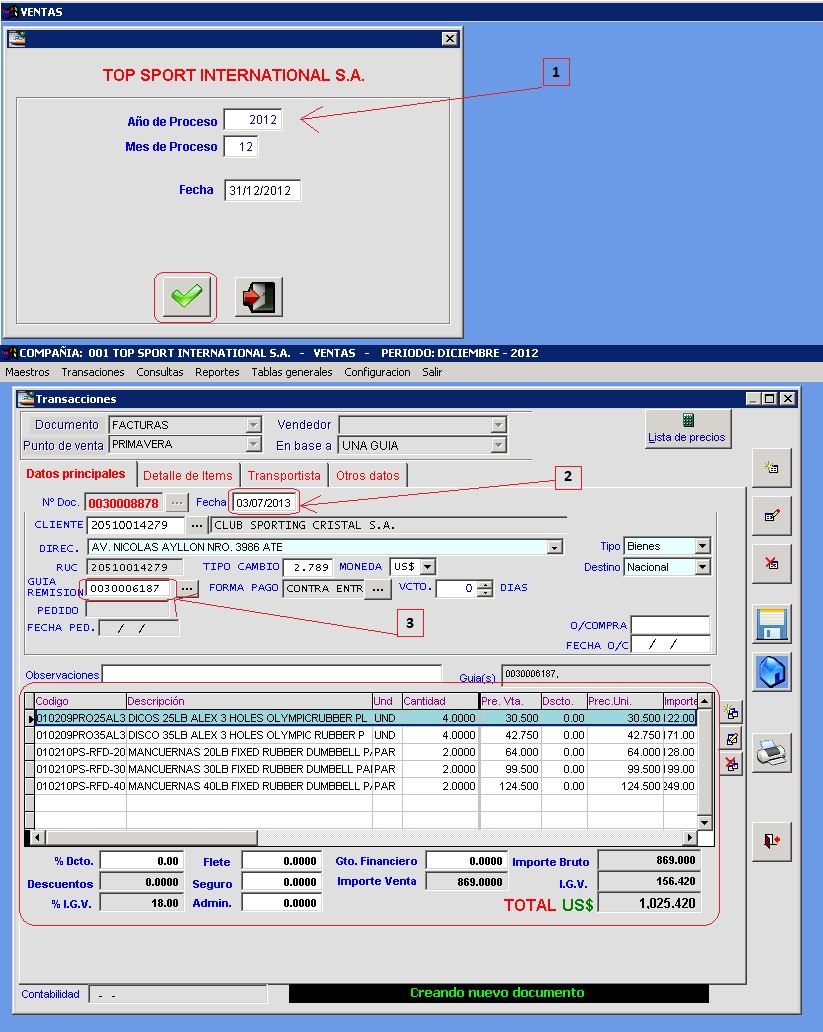 VENTAS
TOP SPORT INTERNATIONAL S.A.
1
Año de Proceso 2012
Mes de Proceso 12
Fecha 31/12/2012
COMPAÑIA: 001 TOP SPORT INTERNATIONAL S.A. - VENTAS - PERIODO: DICIEMBRE - 2012
Maestros Transaciones Consultas Reportes Tablas generales Configuracion Salir
Transacciones
Documento FACTURAS Vendedor
Punto de venta PRIMAVERA En base a UNA GUIA
Lista de precios
Datos principales Detalle de Items Transportista Otros datos
2
Nº Doc. 0030008878 ... Fecha 03/07/2013
CLIENTE 20510014279 ... CLUB SPORTING CRISTAL S.A.
DIREC. AV. NICOLAS AYLLON NRO. 3986 ATE Tipo Bienes
RUC 20510014279 TIPO CAMBIO 2.789 MONEDA US$ Destino Nacional
GUIA REMISION 0030006187 ... FORMA PAGO CONTRA ENTR ... VCTO. 0 DIAS
PEDIDO
3
O/COMPRA
FECHA PED. / / FECHA O/C / /
Observaciones Guia(s) 0030006187,
Codigo Descripción Und Cantidad Pre. Vta. Dscto. Prec.Uni. Importe
010209PRO25AL3 DICOS 25LB ALEX 3 HOLES OLYMPICRUBBER PL UND 4.0000 30.500 0.00 30.500 122.00
010209PRO35AL3 DISCO 35LB ALEX 3 HOLES OLYMPIC RUBBER P UND 4.0000 42.750 0.00 42.750 171.00
010210PS-RFD-20 MANCUERNAS 20LB FIXED RUBBER DUMBBELL PA PAR 2.0000 64.000 0.00 64.000 128.00
010210PS-RFD-30 MANCUERNAS 30LB FIXED RUBBER DUMBELL PAI PAR 2.0000 99.500 0.00 99.500 199.00
010210PS-RFD-40 MANCUERNAS 40LB FIXED RUBBER DUMBBELL PA PAR 2.0000 124.500 0.00 124.500 249.00
% Dcto. 0.00 Flete 0.0000 Gto. Financiero 0.0000 Importe Bruto 869.000
Descuentos 0.0000 Seguro 0.0000 Importe Venta 869.0000 I.G.V. 156.420
% I.G.V. 18.00 Admin. 0.0000 TOTAL US$ 1,025.420
Contabilidad - - Creando nuevo documento